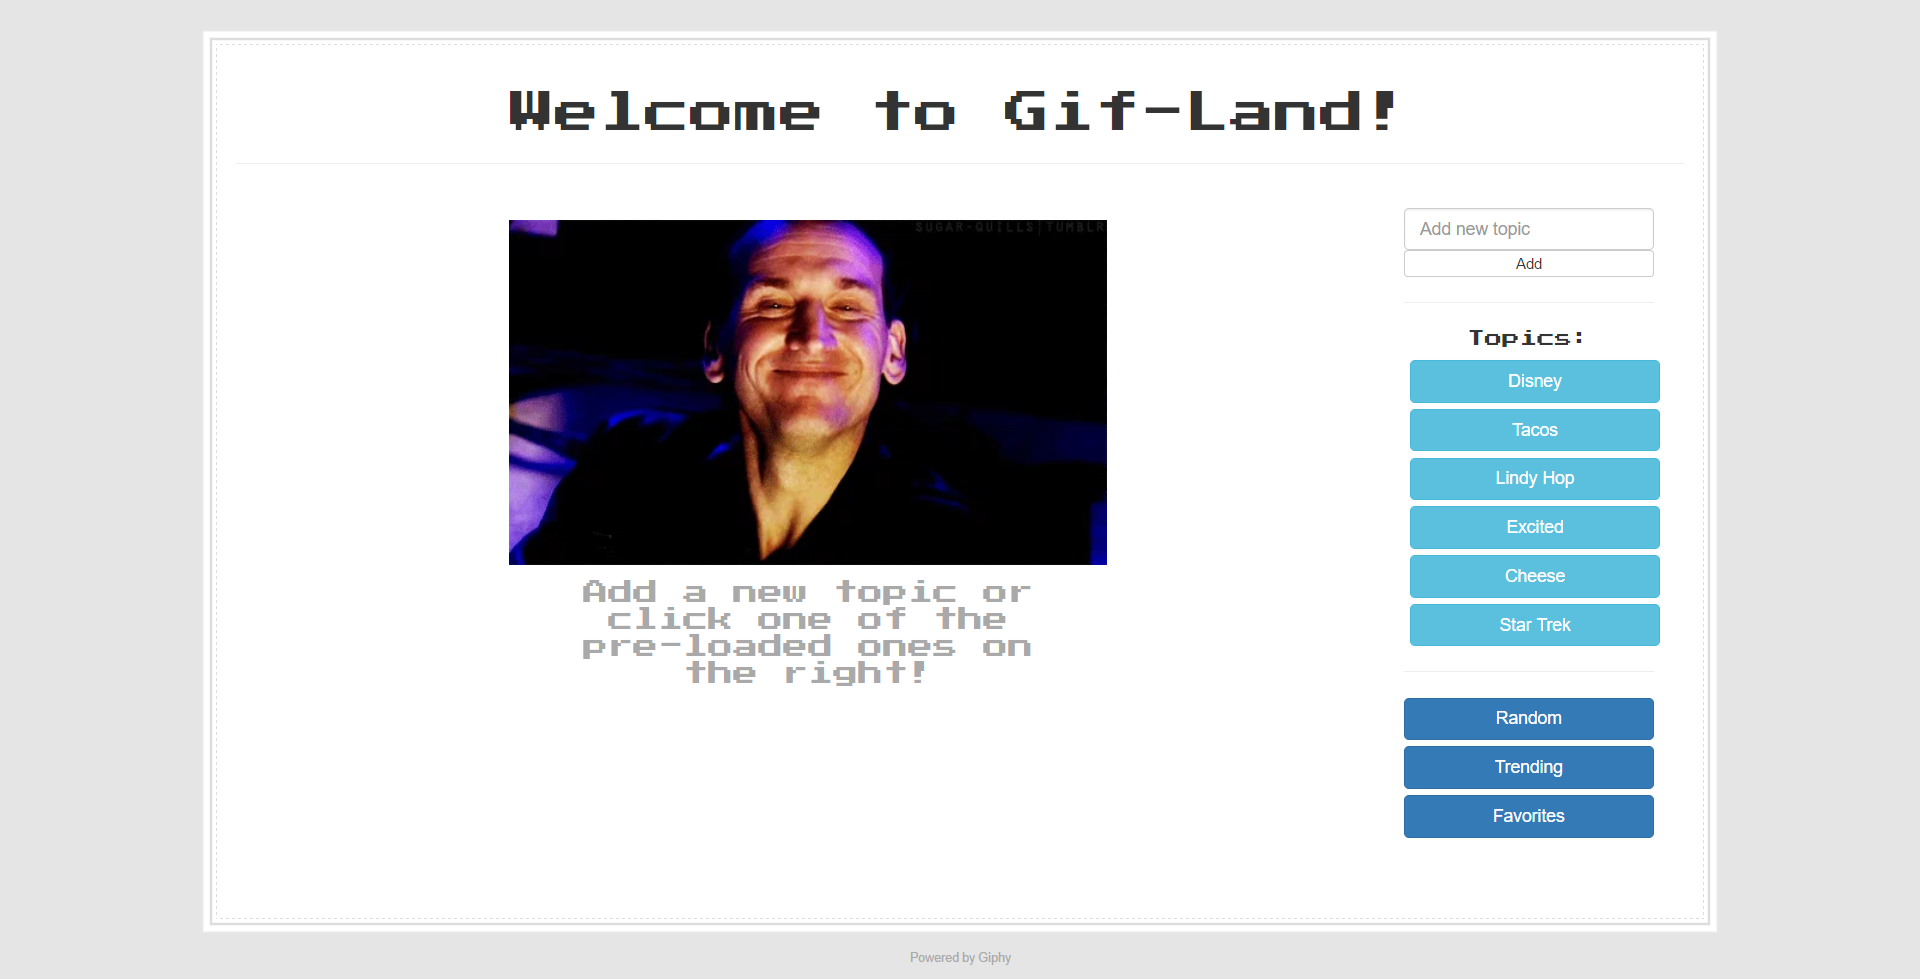 Welcome to Gif-Land!
SUGAR-QUILLS|TUMBLR
Add a new topic or
click one of the
pre-loaded ones on
the right!
Add new topic
Add
Topics:
Disney
Tacos
Lindy Hop
Excited
Cheese
Star Trek
Random
Trending
Favorites
Powered by Giphy